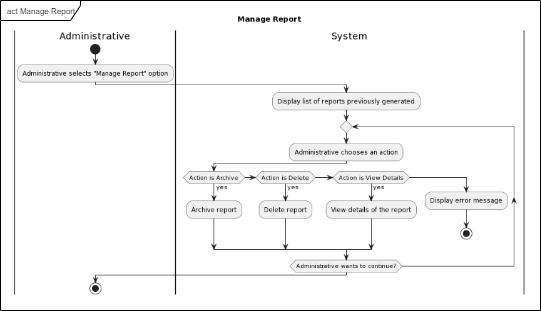 act Manage Report
Manage Report
Administrative
System
Administrative selects "Manage Report" option
Display list of reports previously generated
Administrative chooses an action
Action is Archive
Action is Delete
Action is View Details
yes
yes
yes
Archive report
Delete report
View details of the report
Display error message
Administrative wants to continue?